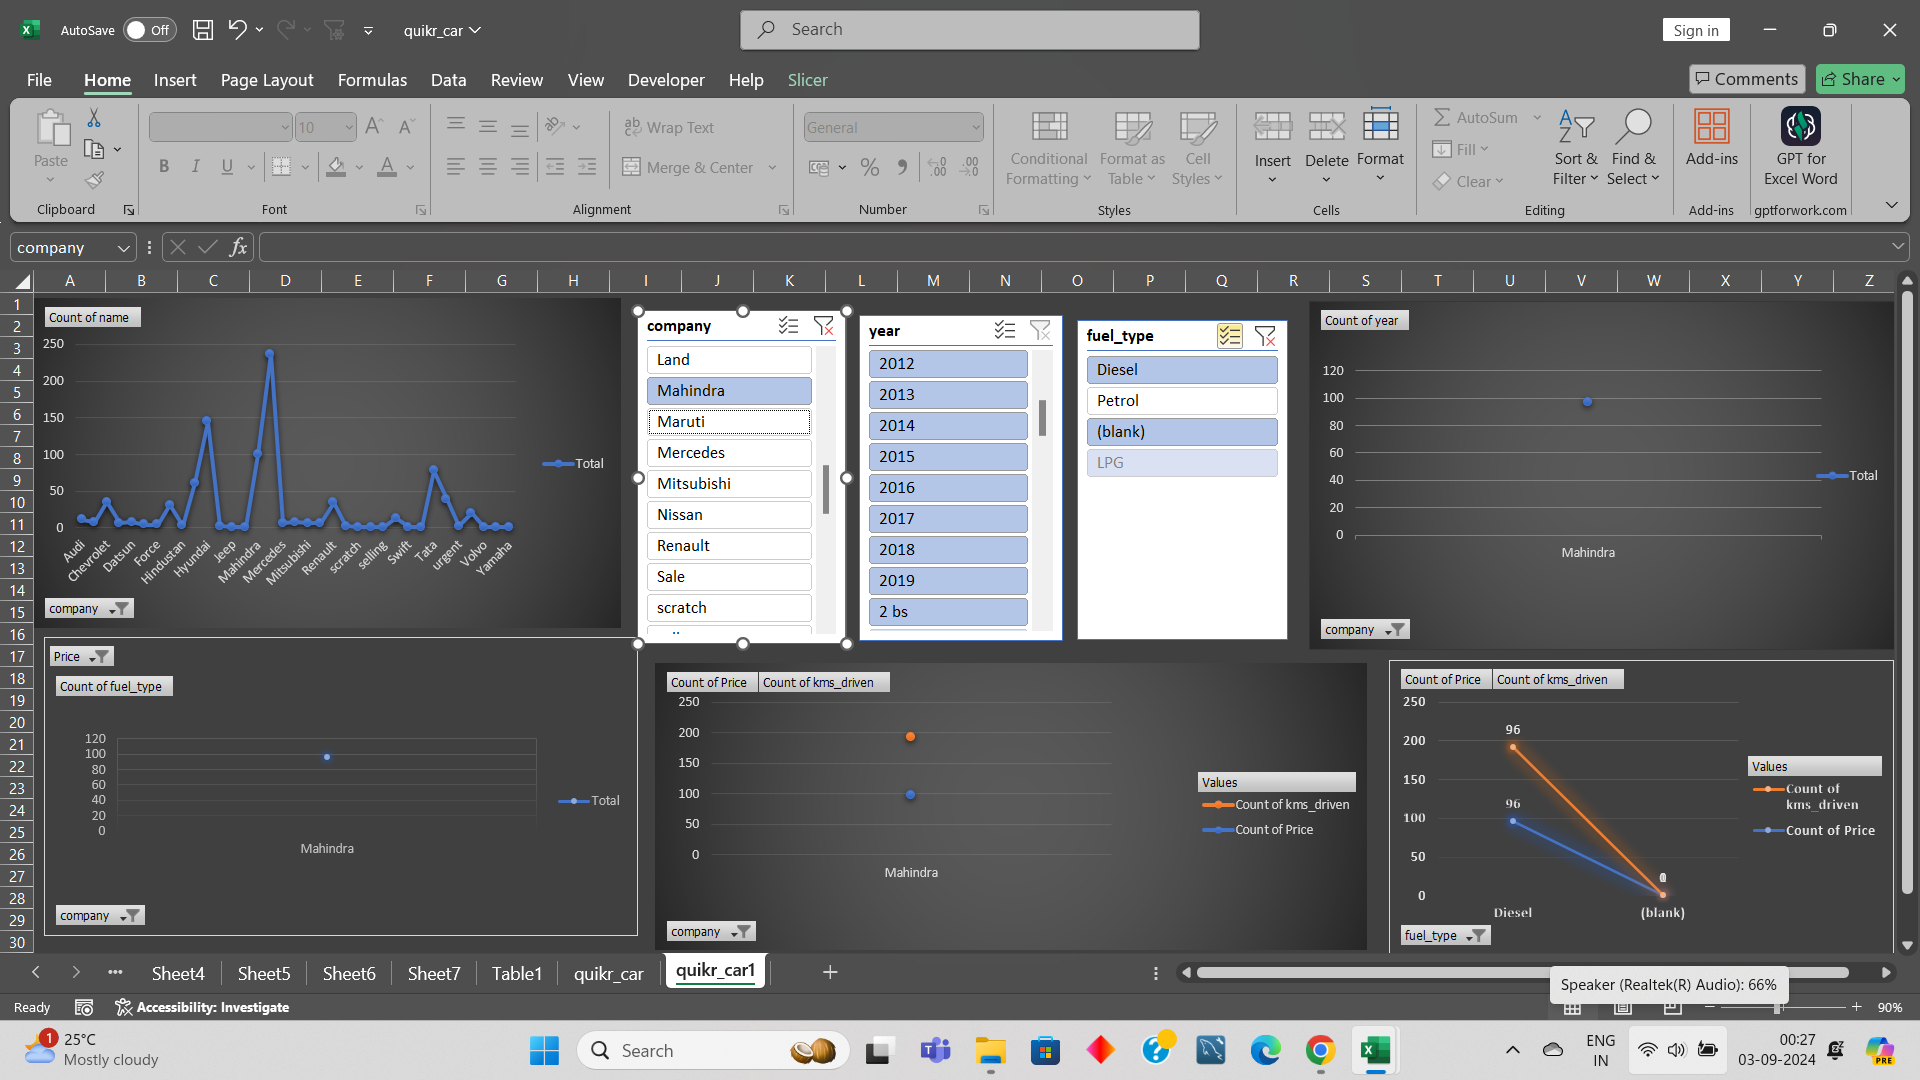 AutoSave Off quikr_car Search Sign in
File Home Insert Page Layout Formulas Data Review View Developer Help Slicer Comments Share
Paste
10
Wrap Text
Merge & Center
General
Conditional Formatting
Format as Table
Cell Styles
Insert Delete Format
AutoSum
Fill
Clear
Sort & Filter
Find & Select
Add-ins
GPT for Excel Word
Clipboard Font Alignment Number Styles Cells Editing Add-ins gptforwork.com
company fx
A B C D E F G H I J K L M N O P Q R S T U V W X Y Z
1
2
3
4
5
6
7
8
9
10
11
12
13
14
15
16
17
18
19
20
21
22
23
24
25
26
27
28
29
30
Count of name
250
200
150
100
50
0
Audi Chevrolet Datsun Force Hindustan Hyundai Jeep Mahindra Mercedes Mitsubishi Renault scratch selling Swift Tata urgent Volvo Yamaha
Total
company
company
Land
Mahindra
Maruti
Mercedes
Mitsubishi
Nissan
Renault
Sale
scratch
year
2012
2013
2014
2015
2016
2017
2018
2019
2 bs
fuel_type
Diesel
Petrol
(blank)
LPG
Count of year
120
100
80
60
40
20
0
Mahindra
Total
company
Price
Count of fuel_type
120
100
80
60
40
20
0
Mahindra
Total
company
Count of Price Count of kms_driven
250
200
150
100
50
0
Mahindra
Values
Count of kms_driven
Count of Price
company
Count of Price Count of kms_driven
250
200
150
100
50
0
96
96
Diesel (blank)
Values
Count of
kms_driven
Count of Price
fuel_type
Sheet4 Sheet5 Sheet6 Sheet7 Table1 quikr_car quikr_car1
Speaker (Realtek(R) Audio): 66%
Ready Accessibility: Investigate 90%
1
25°C
Mostly cloudy
Search
ENG
IN
00:27
03-09-2024
PRE